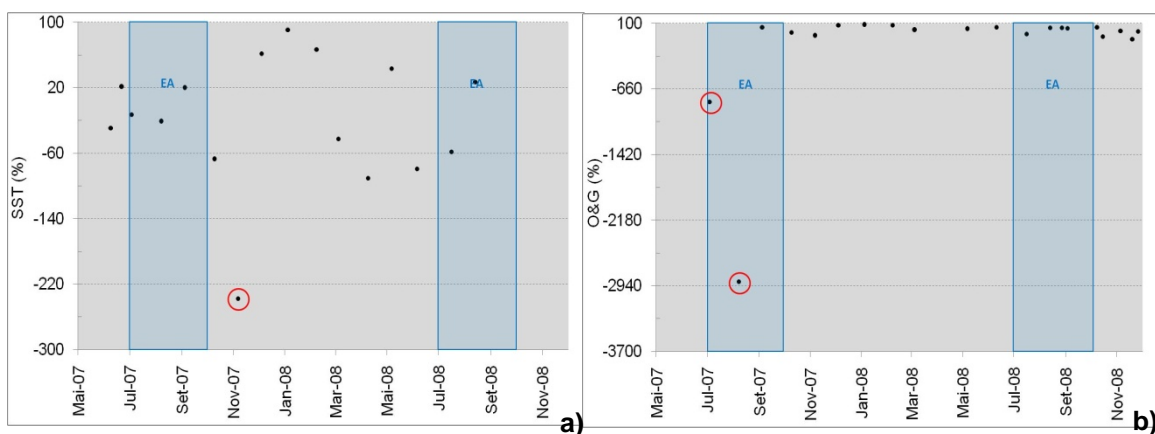 SST (%)
100
20
-60
-140
-220
-300
EA
EA
Mai-07
Jul-07
Set-07
Nov-07
Jan-08
Mar-08
Mai-08
Jul-08
Set-08
Nov-08
a)
O&G (%)
100
-660
-1420
-2180
-2940
-3700
EA
EA
Mai-07
Jul-07
Set-07
Nov-07
Jan-08
Mar-08
Mai-08
Jul-08
Set-08
Nov-08
b)